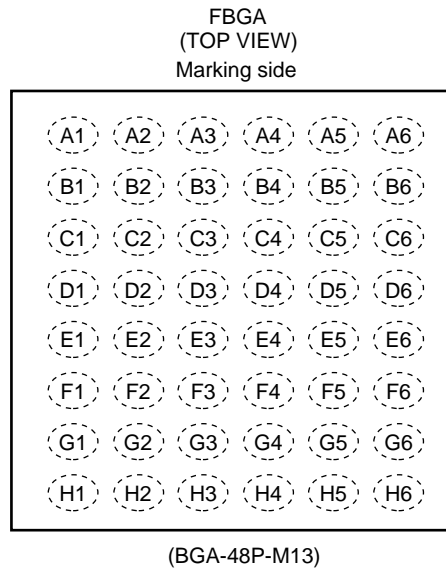 FBGA
(TOP VIEW)
Marking side
A1 A2 A3 A4 A5 A6
B1 B2 B3 B4 B5 B6
C1 C2 C3 C4 C5 C6
D1 D2 D3 D4 D5 D6
E1 E2 E3 E4 E5 E6
F1 F2 F3 F4 F5 F6
G1 G2 G3 G4 G5 G6
H1 H2 H3 H4 H5 H6
(BGA-48P-M13)